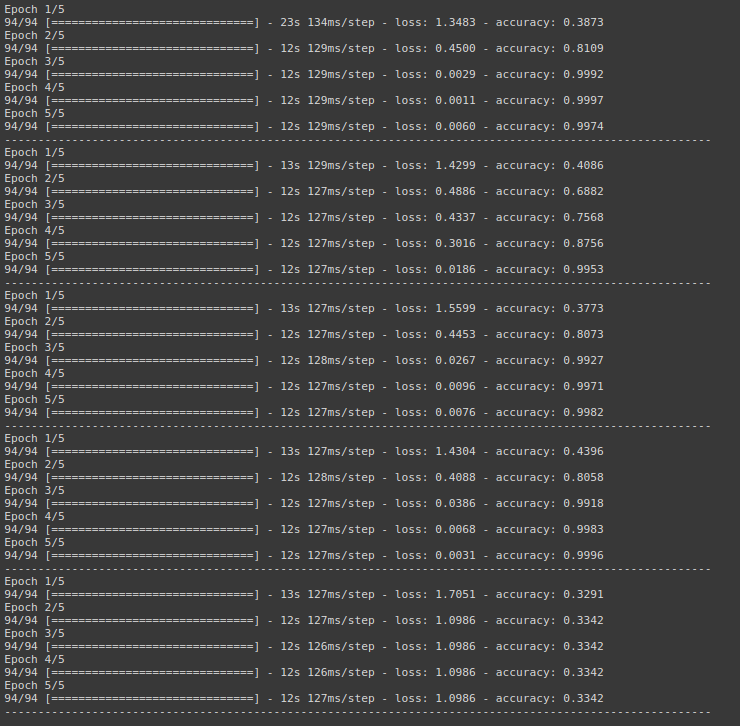 Epoch 1/5
94/94 [==============================] - 23s 134ms/step - loss: 1.3483 - accuracy: 0.3873
Epoch 2/5
94/94 [==============================] - 12s 129ms/step - loss: 0.4500 - accuracy: 0.8109
Epoch 3/5
94/94 [==============================] - 12s 129ms/step - loss: 0.0029 - accuracy: 0.9992
Epoch 4/5
94/94 [==============================] - 12s 129ms/step - loss: 0.0011 - accuracy: 0.9997
Epoch 5/5
94/94 [==============================] - 12s 129ms/step - loss: 0.0060 - accuracy: 0.9974
---------------------------------------------------------------------------------------------------------
Epoch 1/5
94/94 [==============================] - 13s 129ms/step - loss: 1.4299 - accuracy: 0.4086
Epoch 2/5
94/94 [==============================] - 12s 127ms/step - loss: 0.4886 - accuracy: 0.6882
Epoch 3/5
94/94 [==============================] - 12s 127ms/step - loss: 0.4337 - accuracy: 0.7568
Epoch 4/5
94/94 [==============================] - 12s 127ms/step - loss: 0.3016 - accuracy: 0.8756
Epoch 5/5
94/94 [==============================] - 12s 127ms/step - loss: 0.0186 - accuracy: 0.9953
---------------------------------------------------------------------------------------------------------
Epoch 1/5
94/94 [==============================] - 13s 127ms/step - loss: 1.5599 - accuracy: 0.3773
Epoch 2/5
94/94 [==============================] - 12s 127ms/step - loss: 0.4453 - accuracy: 0.8073
Epoch 3/5
94/94 [==============================] - 12s 128ms/step - loss: 0.0267 - accuracy: 0.9927
Epoch 4/5
94/94 [==============================] - 12s 127ms/step - loss: 0.0096 - accuracy: 0.9971
Epoch 5/5
94/94 [==============================] - 12s 127ms/step - loss: 0.0076 - accuracy: 0.9982
---------------------------------------------------------------------------------------------------------
Epoch 1/5
94/94 [==============================] - 13s 127ms/step - loss: 1.4304 - accuracy: 0.4396
Epoch 2/5
94/94 [==============================] - 12s 128ms/step - loss: 0.4088 - accuracy: 0.8058
Epoch 3/5
94/94 [==============================] - 12s 127ms/step - loss: 0.0386 - accuracy: 0.9918
Epoch 4/5
94/94 [==============================] - 12s 127ms/step - loss: 0.0068 - accuracy: 0.9983
Epoch 5/5
94/94 [==============================] - 12s 127ms/step - loss: 0.0031 - accuracy: 0.9996
---------------------------------------------------------------------------------------------------------
Epoch 1/5
94/94 [==============================] - 13s 127ms/step - loss: 1.7051 - accuracy: 0.3291
Epoch 2/5
94/94 [==============================] - 12s 127ms/step - loss: 1.0986 - accuracy: 0.3342
Epoch 3/5
94/94 [==============================] - 12s 126ms/step - loss: 1.0986 - accuracy: 0.3342
Epoch 4/5
94/94 [==============================] - 12s 126ms/step - loss: 1.0986 - accuracy: 0.3342
Epoch 5/5
94/94 [==============================] - 12s 127ms/step - loss: 1.0986 - accuracy: 0.3342
---------------------------------------------------------------------------------------------------------